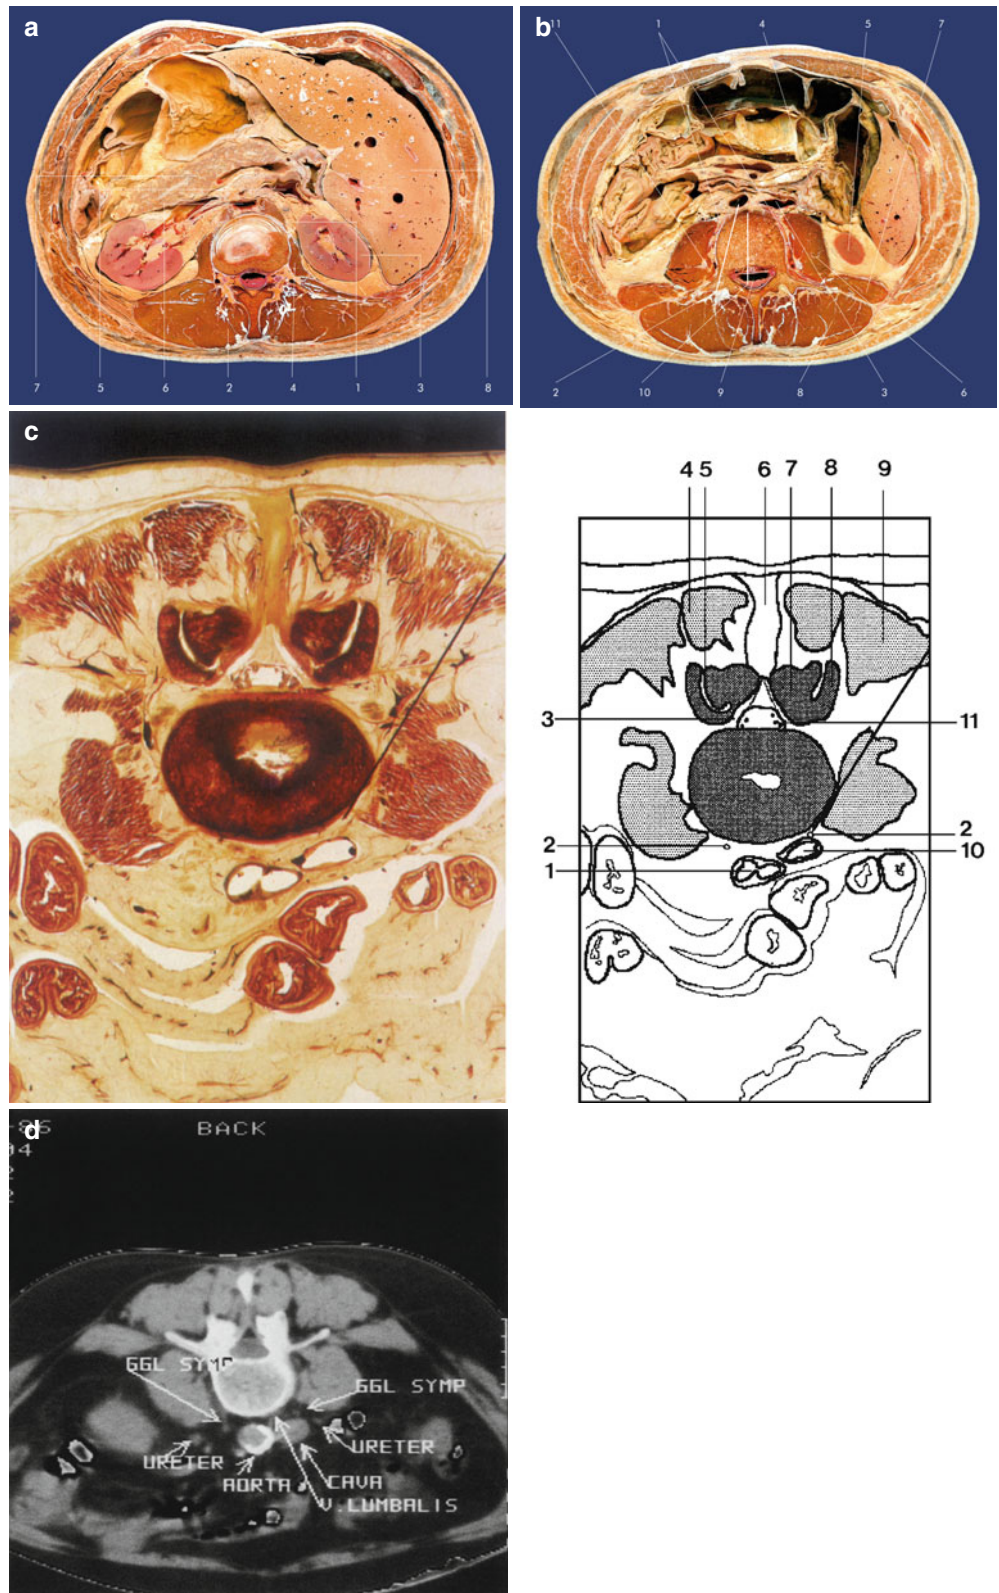 a
7 5 6 2 4 1 3 8
b
11 1 4 5 7
2 10 9 8 3 6
c
4 5 6 7 8 9
3 11
2 2
1 10
d
-86 BACK
04
GGL SYMP
GGL SYMP
URETER URETER
AORTA CAVA
V.LUMBALIS